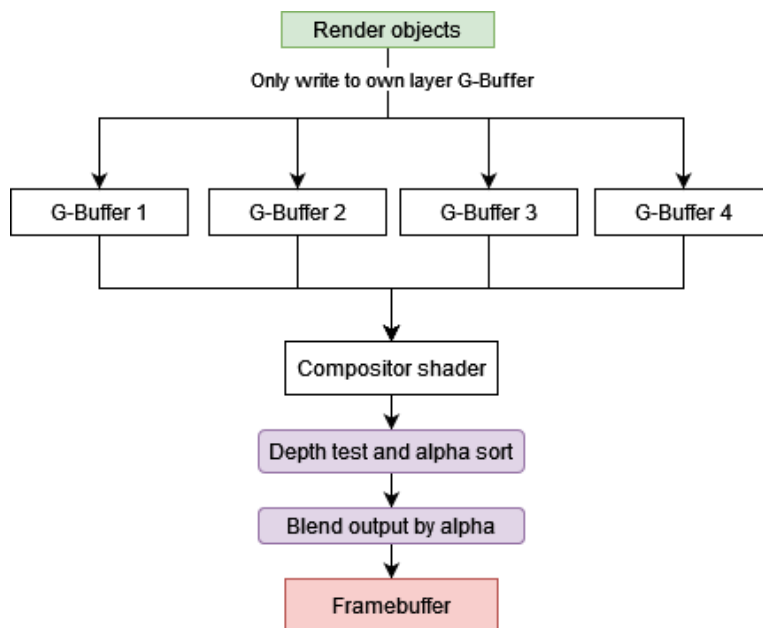 Render objects
Only write to own layer G-Buffer
G-Buffer 1
G-Buffer 2
G-Buffer 3
G-Buffer 4
Compositor shader
Depth test and alpha sort
Blend output by alpha
Framebuffer